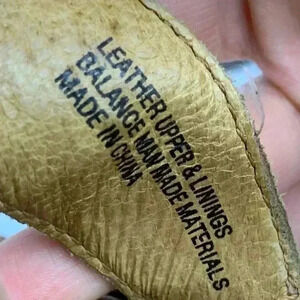 LEATHER UPPER & LININGS
BALANCE MAN MADE MATERIALS
MADE IN CHINA